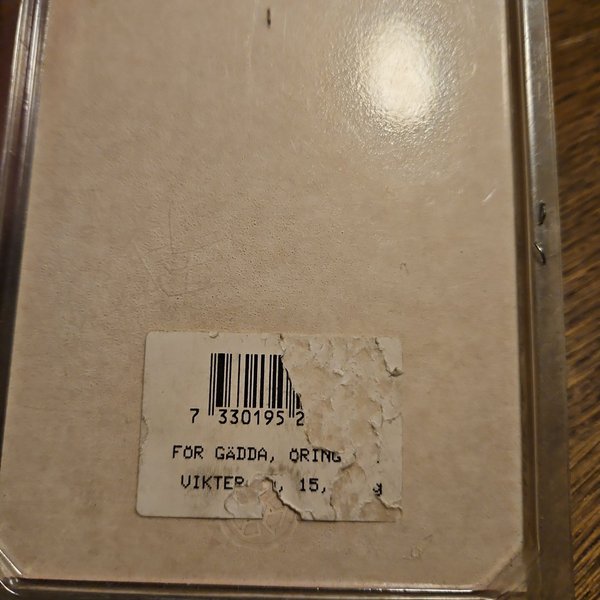 7 330195 2
FÖR GÄDDA, ÖRING
VIKTER 15, g